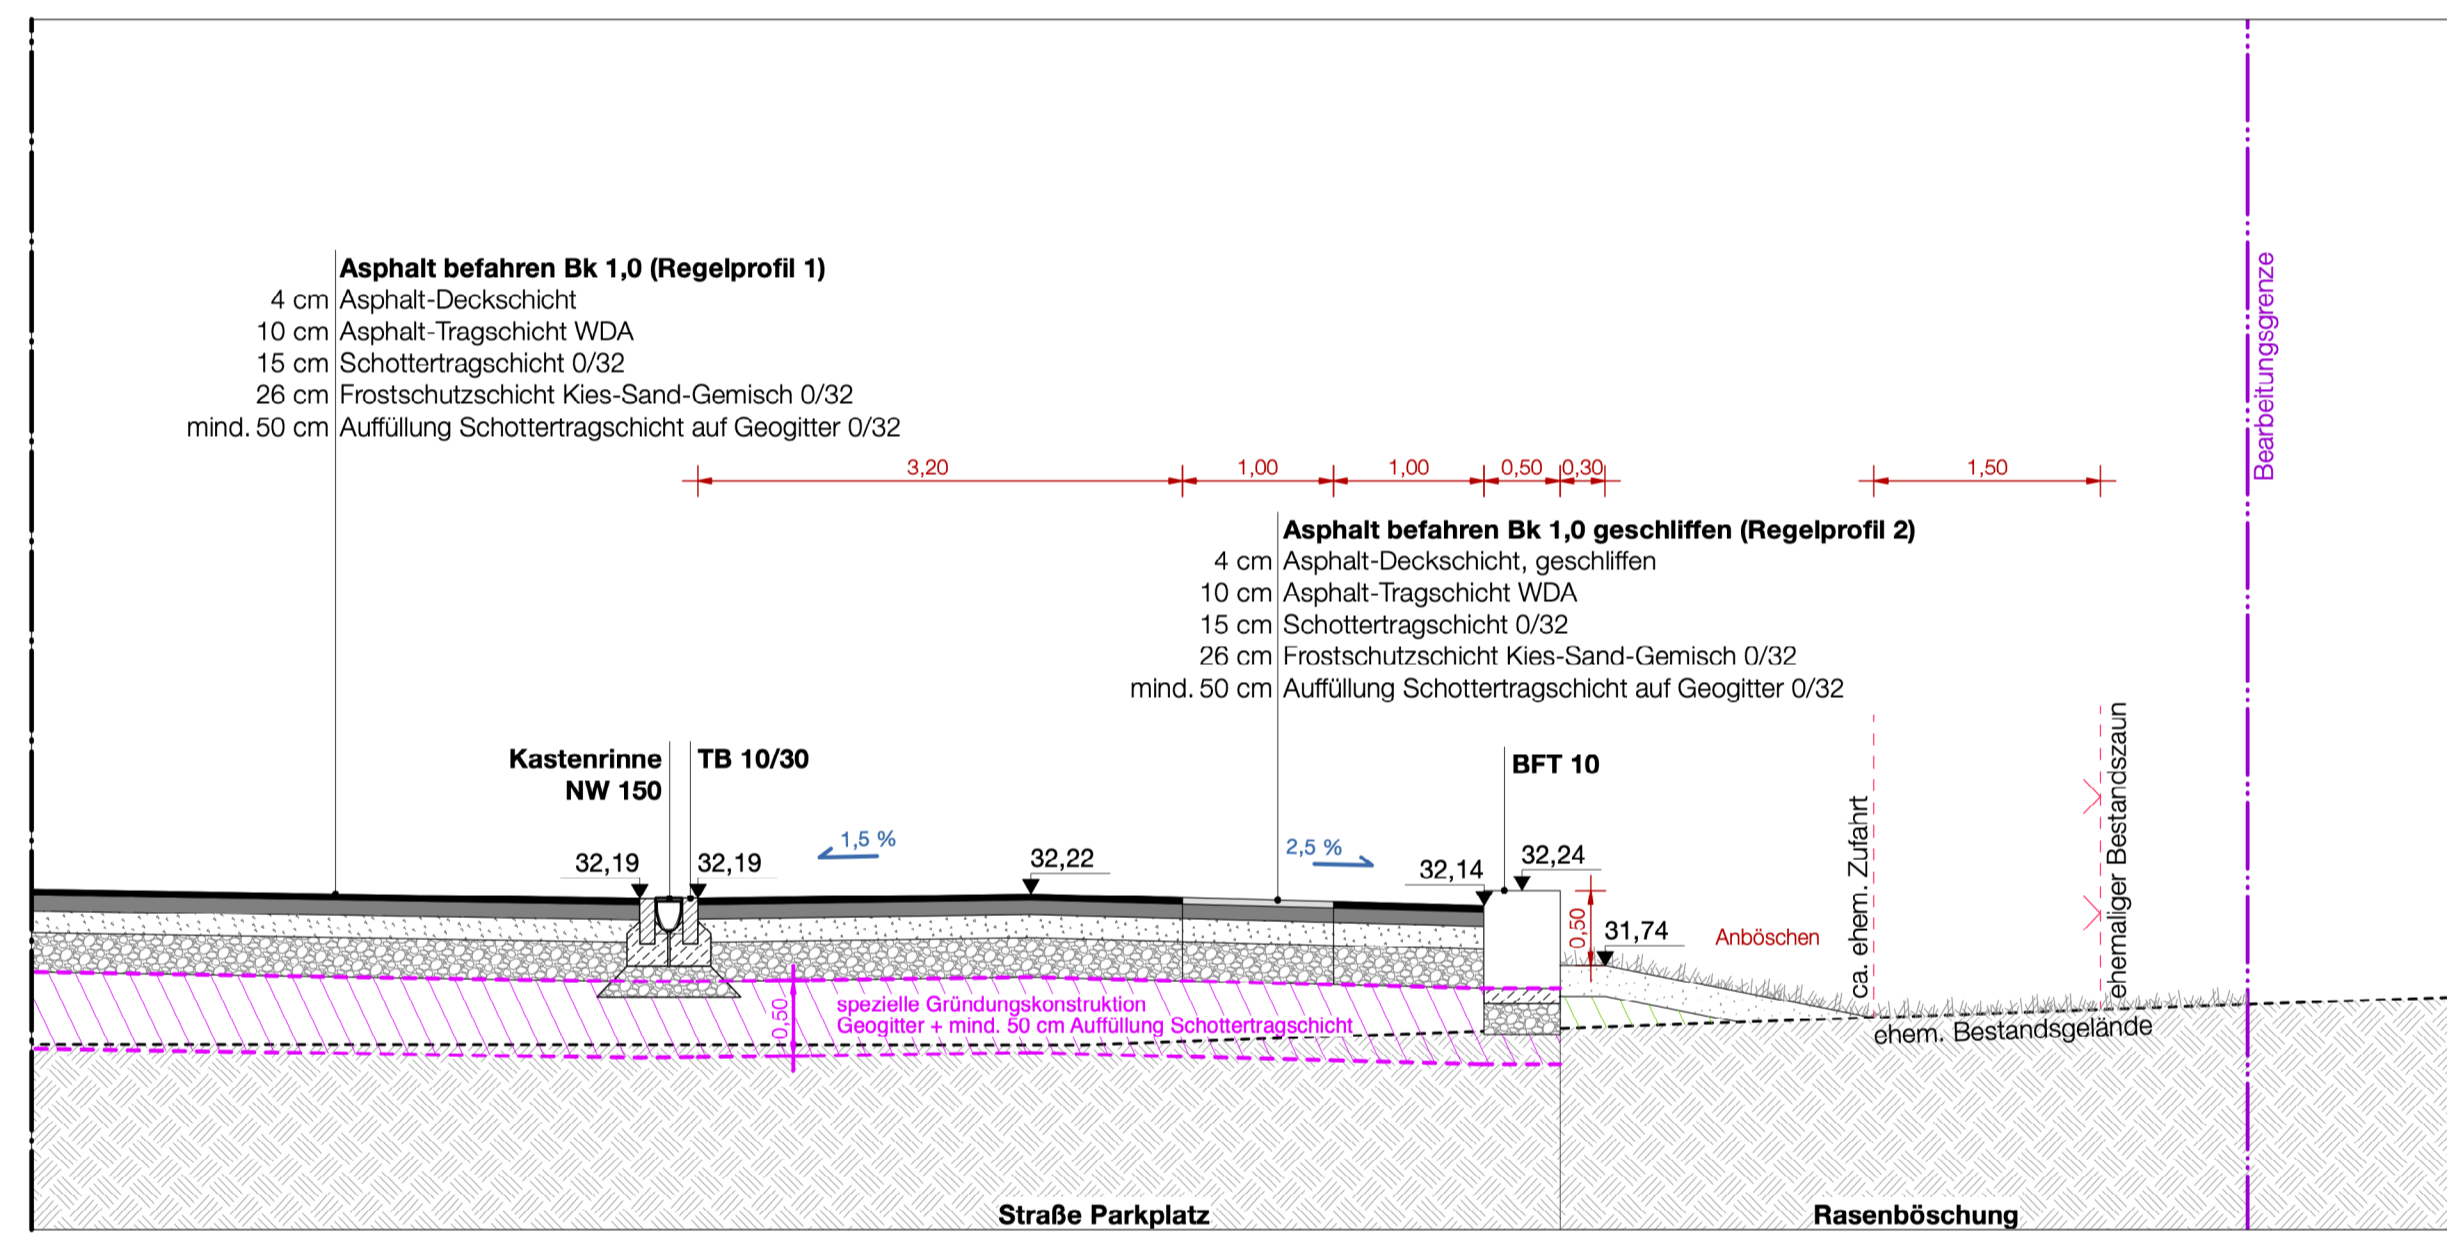 Asphalt befahren Bk 1,0 (Regelprofil 1)
4 cm Asphalt-Deckschicht
10 cm Asphalt-Tragschicht WDA
15 cm Schottertragschicht 0/32
26 cm Frostschutzschicht Kies-Sand-Gemisch 0/32
mind. 50 cm Auffüllung Schottertragschicht auf Geogitter 0/32
3,20 1,00 1,00 0,50 0,30 1,50
Bearbeitungsgrenze
Asphalt befahren Bk 1,0 geschliffen (Regelprofil 2)
4 cm Asphalt-Deckschicht, geschliffen
10 cm Asphalt-Tragschicht WDA
15 cm Schottertragschicht 0/32
26 cm Frostschutzschicht Kies-Sand-Gemisch 0/32
mind. 50 cm Auffüllung Schottertragschicht auf Geogitter 0/32
Kastenrinne
NW 150
TB 10/30
BFT 10
32,19
32,19
1,5 %
32,22
2,5 %
32,14
32,24
0,50
31,74
Anböschen
ca. ehem. Zufahrt
ehemaliger Bestandszaun
0,50
spezielle Gründungskonstruktion
Geogitter + mind. 50 cm Auffüllung Schottertragschicht
ehem. Bestandsgelände
Straße Parkplatz
Rasenböschung